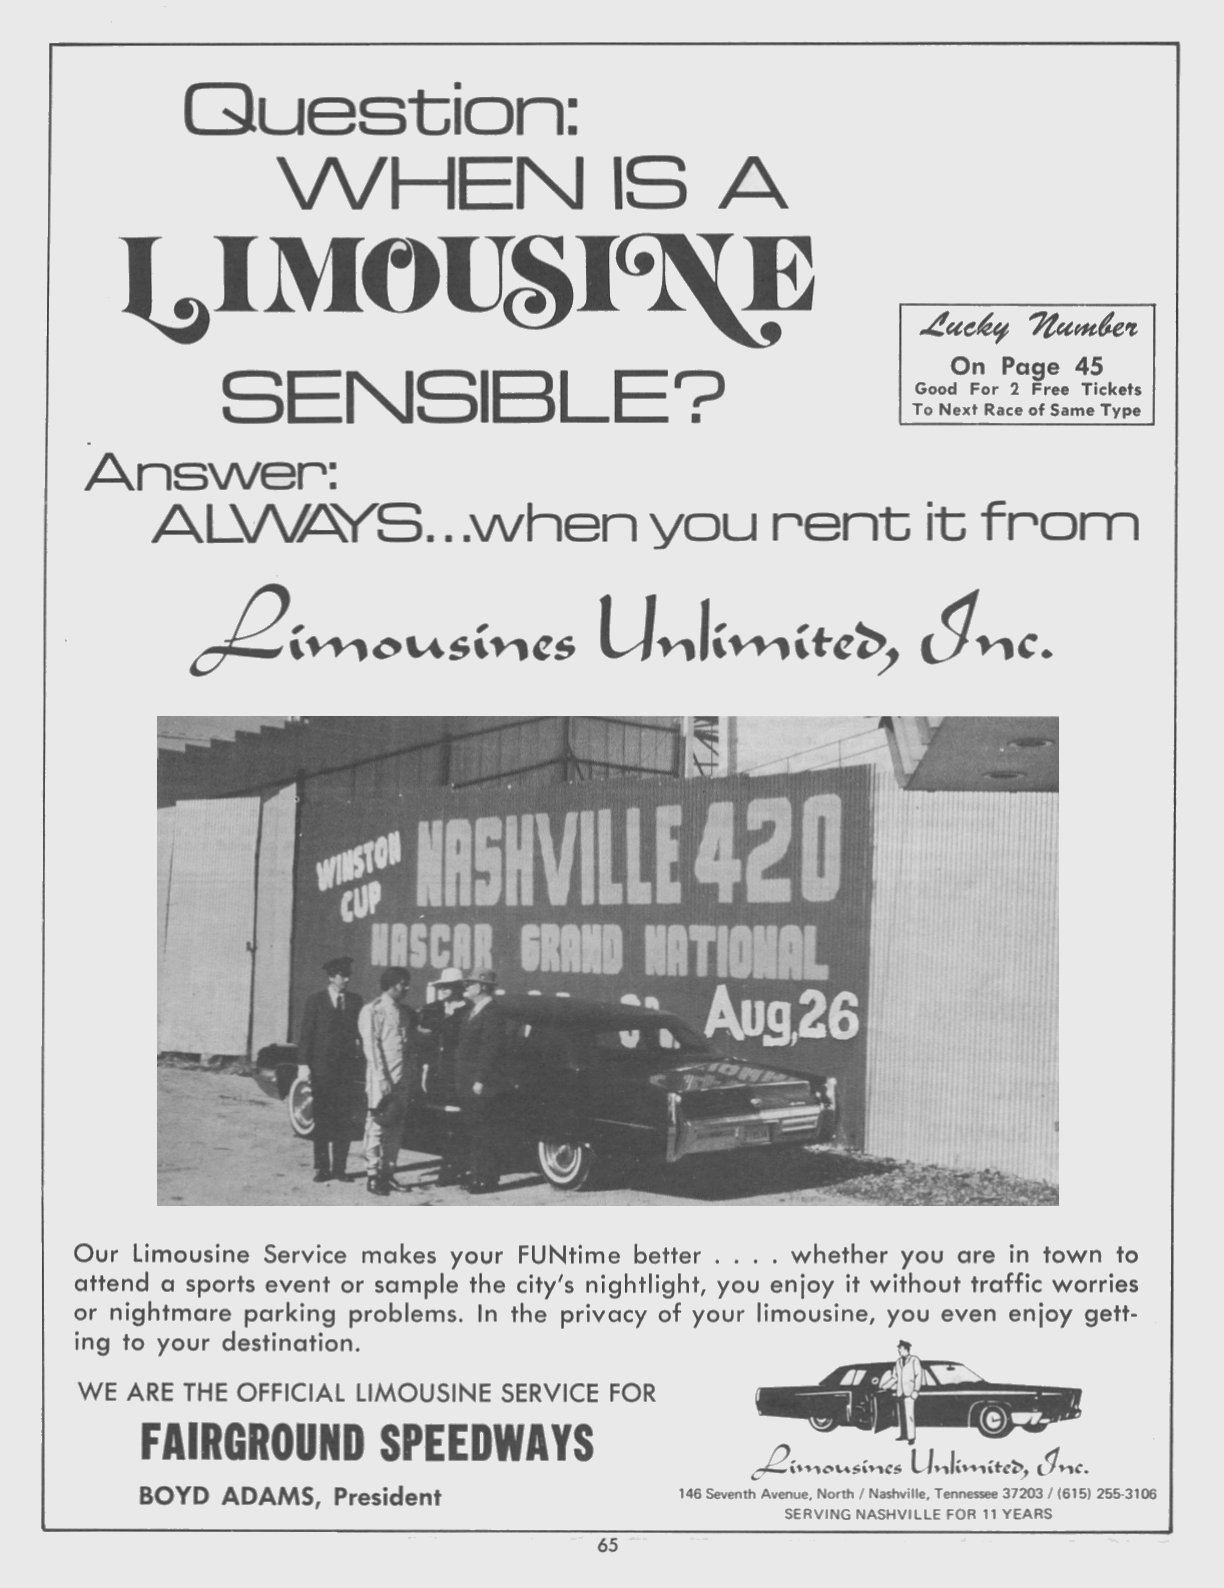 Question:
WHEN IS A
LIMOUSINE
SENSIBLE?
Lucky Number
On Page 45
Good For 2 Free Tickets
To Next Race of Same Type
Answer:
ALWAYS...when you rent it from
Limousines Unlimited, Inc.
WINSTON
CUP
NASHVILLE 420
NASCAR GRAND NATIONAL
Aug, 26
Our Limousine Service makes your FUNtime better . . . . whether you are in town to
attend a sports event or sample the city's nightlight, you enjoy it without traffic worries
or nightmare parking problems. In the privacy of your limousine, you even enjoy gett-
ing to your destination.
WE ARE THE OFFICIAL LIMOUSINE SERVICE FOR
FAIRGROUND SPEEDWAYS
BOYD ADAMS, President
Limousines Unlimited, Inc.
146 Seventh Avenue, North / Nashville, Tennessee 37203 / (615) 255-3106
SERVING NASHVILLE FOR 11 YEARS
65